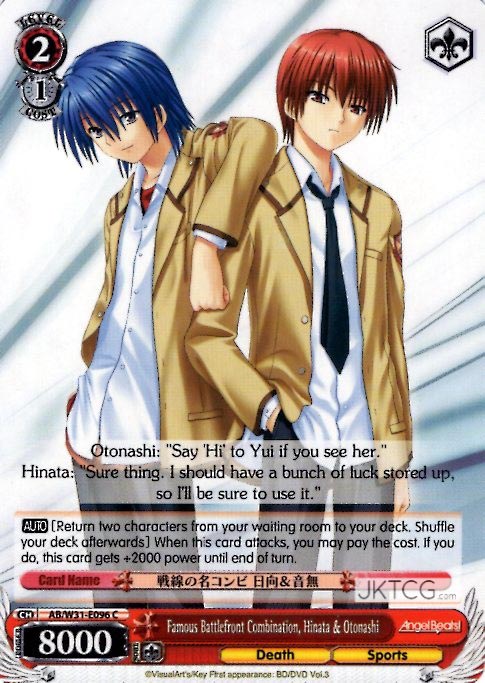 LEVEL
2
1
COST
Otonashi: "Say 'Hi' to Yui if you see her."
Hinata: "Sure thing. I should have a bunch of luck stored up,
so I'll be sure to use it."
AUTO [Return two characters from your waiting room to your deck. Shuffle
your deck afterwards] When this card attacks, you may pay the cost. If you
do, this card gets +2000 power until end of turn.
Card Name
戦線の名コンビ 日向&音無
JKTCG.com
CH
AB/W31-E096 C
8000
Famous Battlefront Combination, Hinata & Otonashi
Angel Beats!
Death
Sports
©VisualArt's/Key First appearance: BD/DVD Vol.3